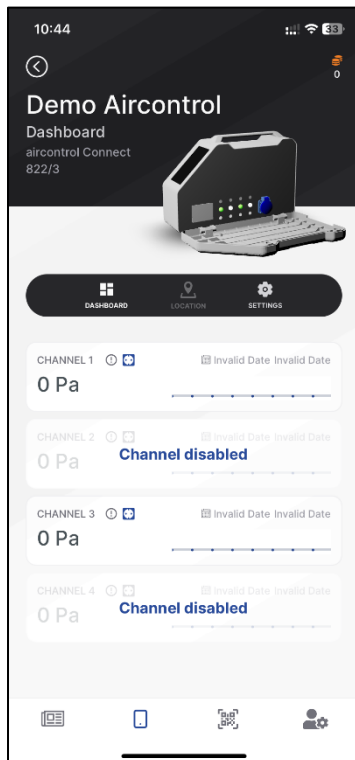 10:44
33
0
Demo Aircontrol
Dashboard
aircontrol Connect
822/3
DASHBOARD LOCATION SETTINGS
CHANNEL 1 Invalid Date Invalid Date
0 Pa
CHANNEL 2 Invalid Date Invalid Date
0 Pa Channel disabled
CHANNEL 3 Invalid Date Invalid Date
0 Pa
CHANNEL 4 Invalid Date Invalid Date
0 Pa Channel disabled